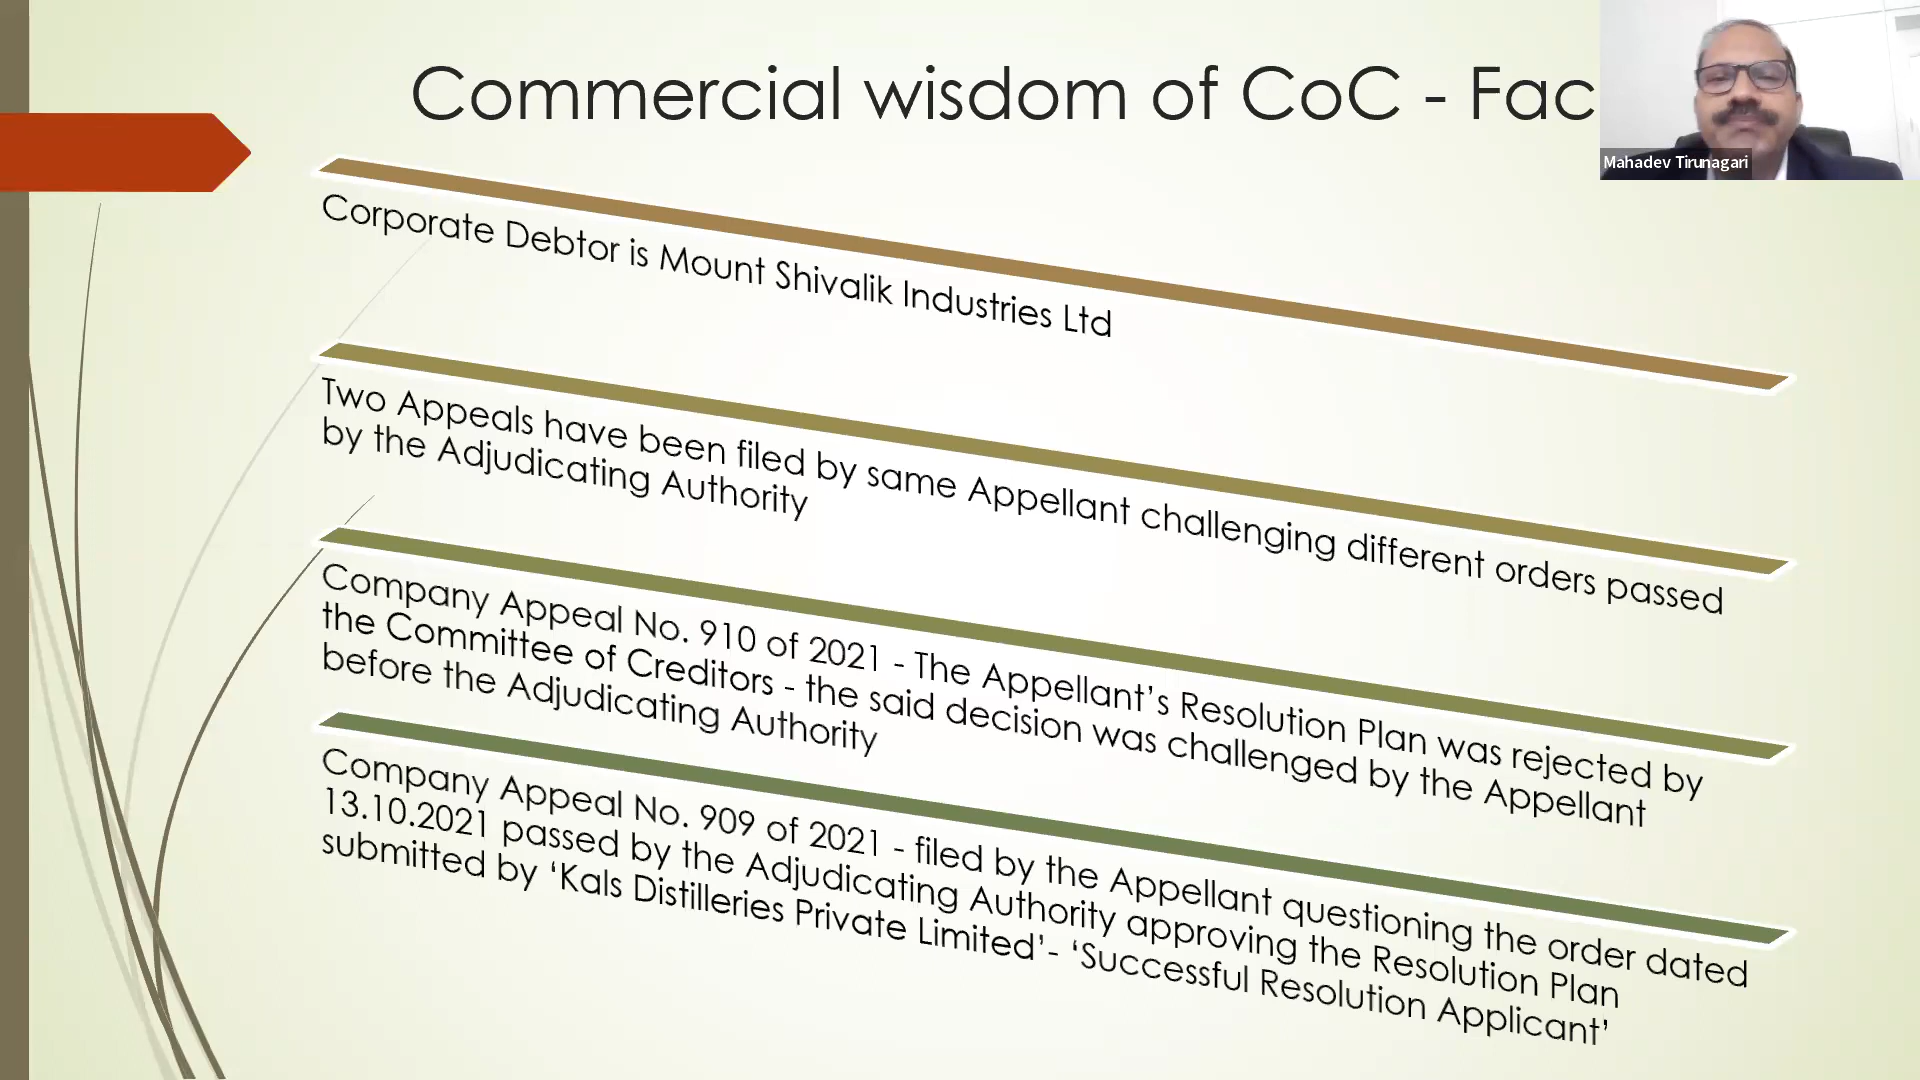 Commercial wisdom of CoC - Fac
Mahadev Tirunagari
Corporate Debtor is Mount Shivalik Industries Ltd
Two Appeals have been filed by same Appellant challenging different orders passed
by the Adjudicating Authority
Company Appeal No. 910 of 2021 - The Appellant’s Resolution Plan was rejected by
the Committee of Creditors - the said decision was challenged by the Appellant
before the Adjudicating Authority
Company Appeal No. 909 of 2021 - filed by the Appellant questioning the order dated
13.10.2021 passed by the Adjudicating Authority approving the Resolution Plan
submitted by ‘Kals Distilleries Private Limited’- ‘Successful Resolution Applicant’